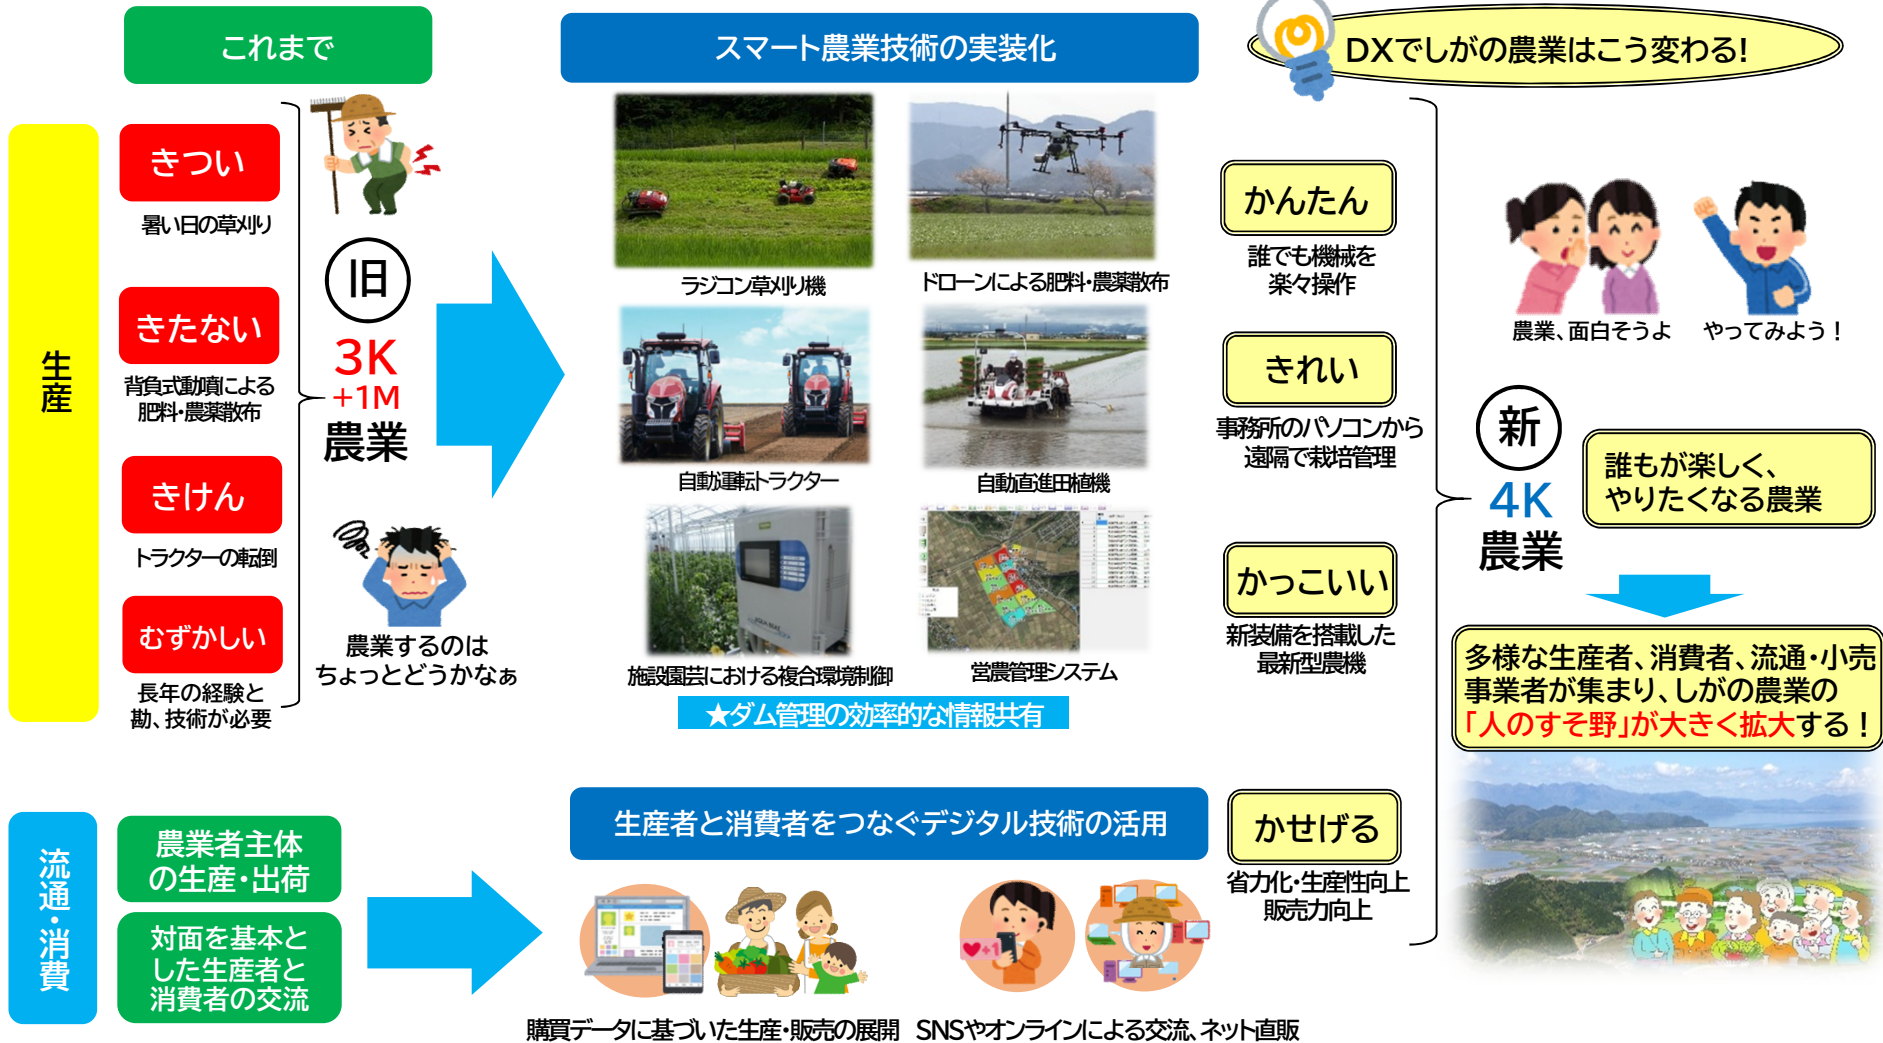 これまで
スマート農業技術の実装化
DXでしがの農業はこう変わる!
生産
きつい
暑い日の草刈り
きたない
背負式動噴による
肥料・農薬散布
きけん
トラクターの転倒
むずかしい
長年の経験と
勘、技術が必要
旧
3K
+1M
農業
農業するのは
ちょっとどうかなぁ
ラジコン草刈り機
ドローンによる肥料・農薬散布
自動運転トラクター
自動直進田植機
施設園芸における複合環境制御
営農管理システム
★ダム管理の効率的な情報共有
かんたん
誰でも機械を
楽々操作
きれい
事務所のパソコンから
遠隔で栽培管理
かっこいい
新装備を搭載した
最新型農機
農業、面白そうよ
やってみよう！
新
4K
農業
誰もが楽しく、
やりたくなる農業
多様な生産者、消費者、流通・小売
事業者が集まり、しがの農業の
「人のすそ野」が大きく拡大する！
流通・消費
農業者主体
の生産・出荷
対面を基本と
した生産者と
消費者の交流
生産者と消費者をつなぐデジタル技術の活用
+1
購買データに基づいた生産・販売の展開
SNSやオンラインによる交流、ネット直販
かせげる
省力化・生産性向上
販売力向上